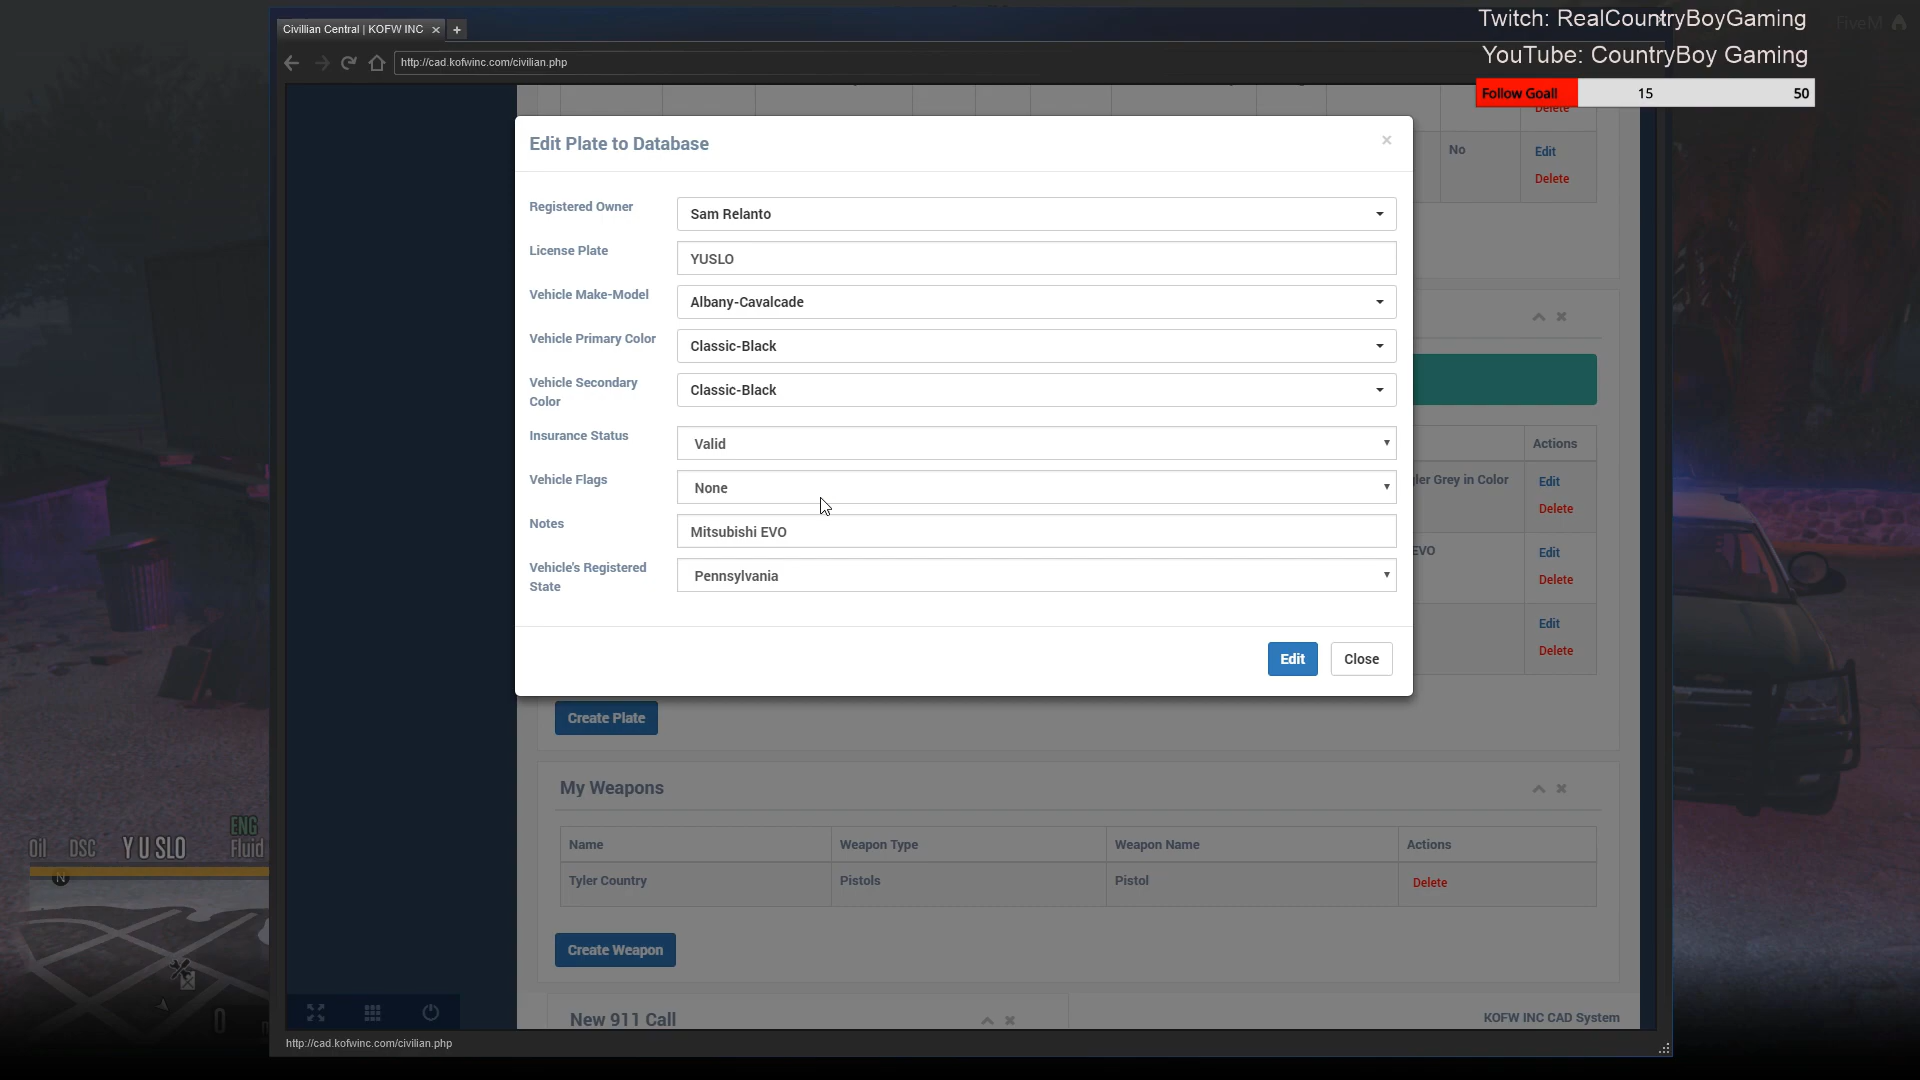 Civillian Central | KOFW INC
http://cad.kofwinc.com/civilian.php
Twitch: RealCountryBoyGaming
YouTube: CountryBoy Gaming
FiveM
Follow Goal! 15 50
Delete
No Edit
Delete
Edit Plate to Database
Registered Owner Sam Relanto
License Plate YUSLO
Vehicle Make-Model Albany-Cavalcade
Vehicle Primary Color Classic-Black
Vehicle Secondary Color Classic-Black
Insurance Status Valid
Vehicle Flags None
Notes Mitsubishi EVO
Vehicle's Registered State Pennsylvania
Edit Close
Actions
ler Grey in Color Edit
Delete
EVO Edit
Delete
Edit
Delete
Create Plate
My Weapons
Name Weapon Type Weapon Name Actions
Tyler Country Pistols Pistol Delete
Create Weapon
New 911 Call
KOFW INC CAD System
http://cad.kofwinc.com/civilian.php
Oil DSC Y U SLO ENG Fluid
N
0